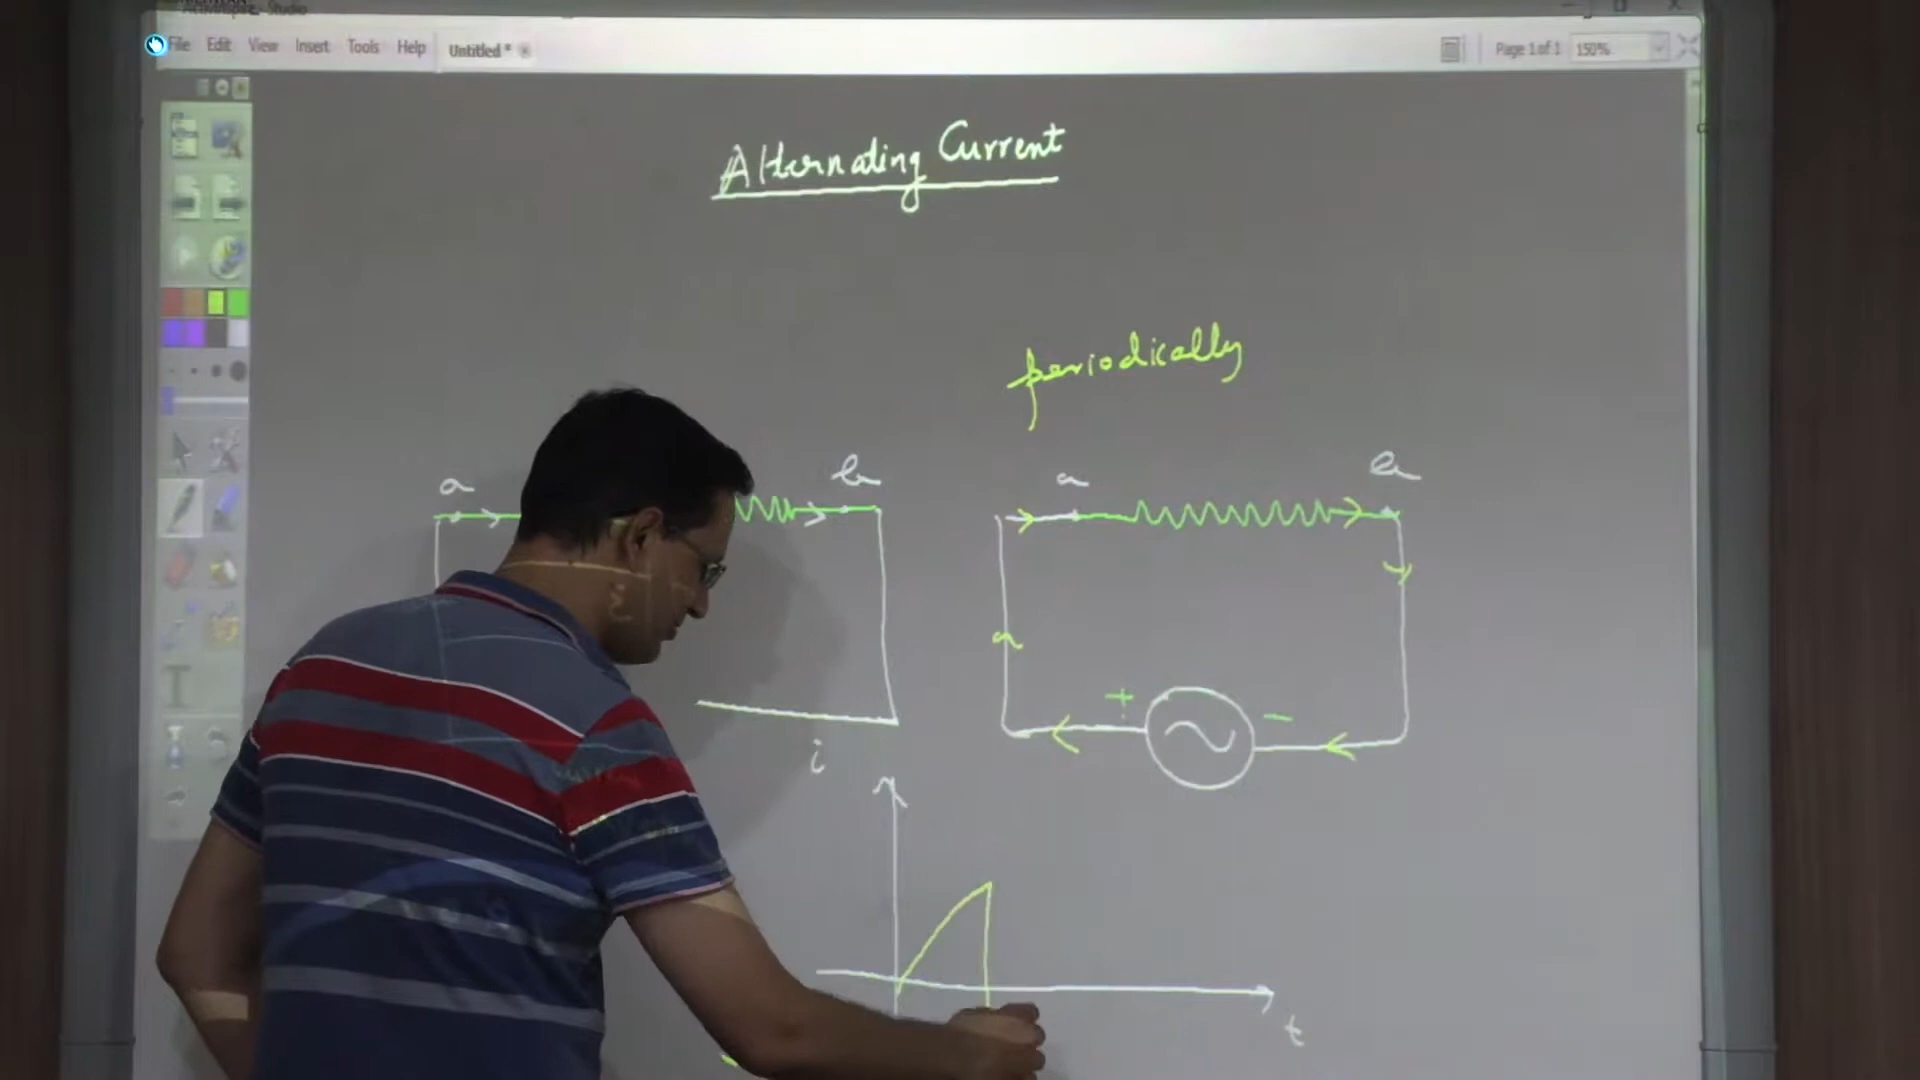 File Edit View Insert Tools Help Untitled * Page 1 of 1 150%
Alternating Current
periodically
a b a b
+ -
i
t